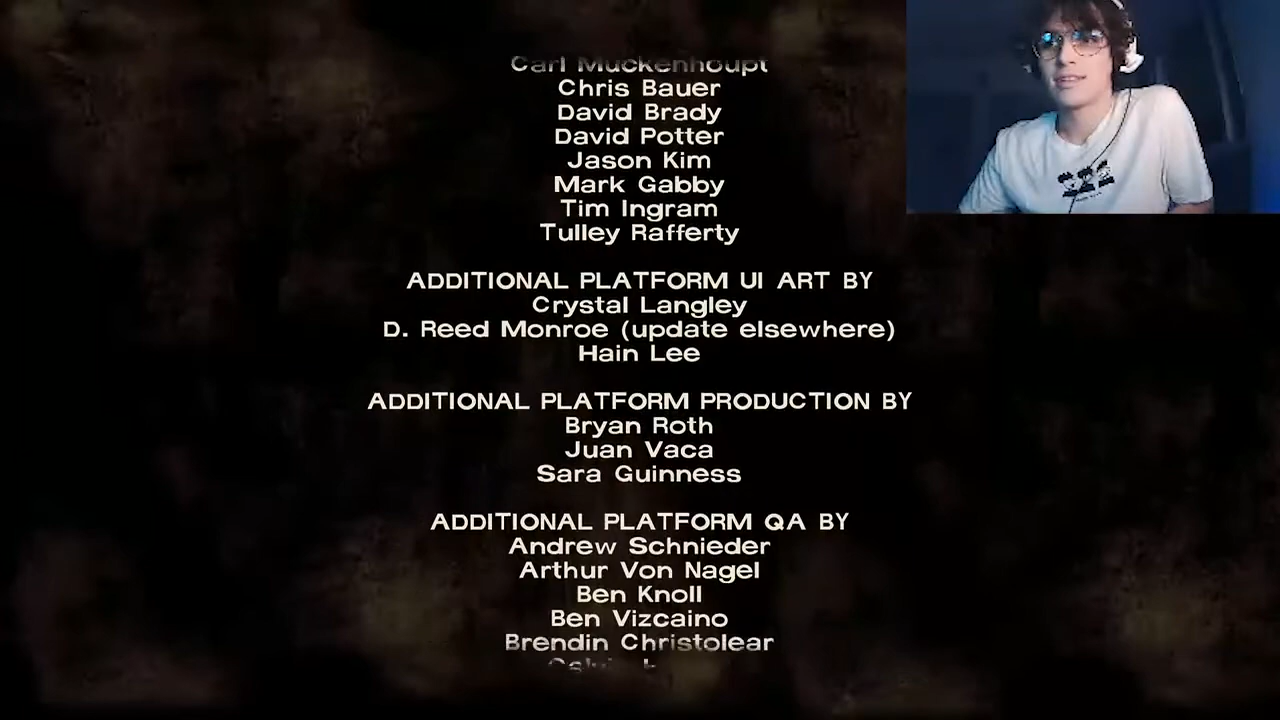 Carl Muckenhoupt
Chris Bauer
David Brady
David Potter
Jason Kim
Mark Gabby
Tim Ingram
Tulley Rafferty
ADDITIONAL PLATFORM UI ART BY
Crystal Langley
D. Reed Monroe (update elsewhere)
Hain Lee
ADDITIONAL PLATFORM PRODUCTION BY
Bryan Roth
Juan Vaca
Sara Guinness
ADDITIONAL PLATFORM QA BY
Andrew Schnieder
Arthur Von Nagel
Ben Knoll
Ben Vizcaino
Brendin Christolear